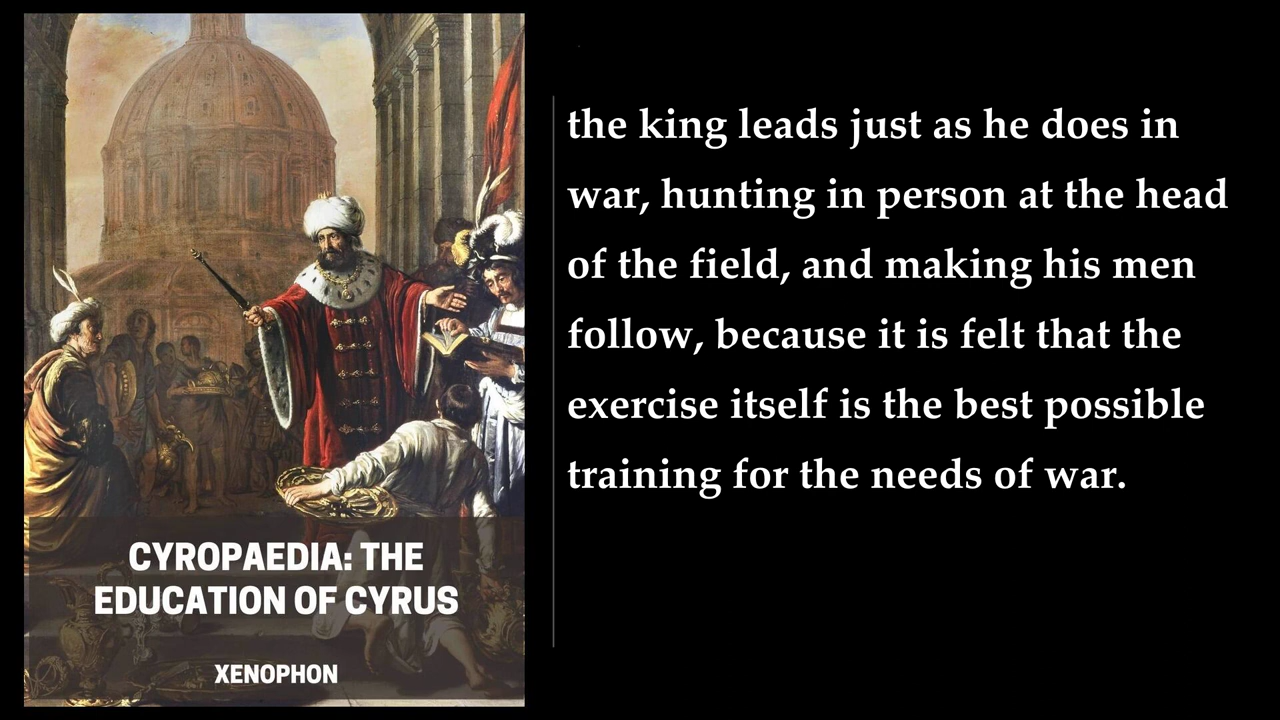 CYROPAEDIA: THE
EDUCATION OF CYRUS
XENOPHON
the king leads just as he does in
war, hunting in person at the head
of the field, and making his men
follow, because it is felt that the
exercise itself is the best possible
training for the needs of war.